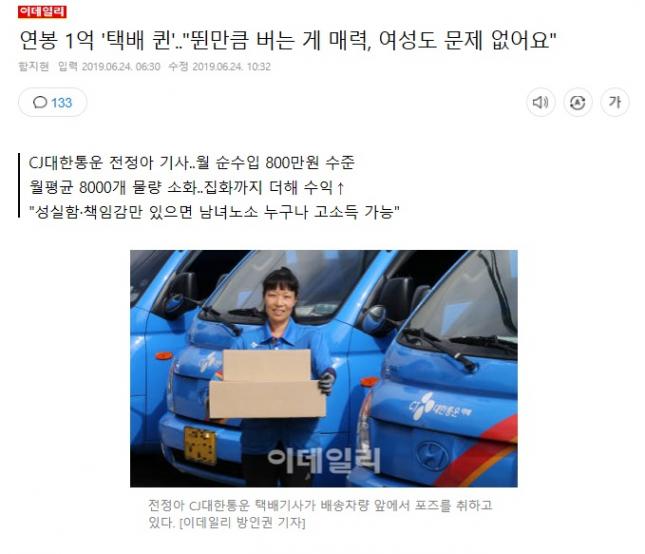 이데일리
연봉 1억 '택배 퀸'.."뛴만큼 버는 게 매력, 여성도 문제 없어요"
함지현 입력 2019.06.24. 06:30 수정 2019.06.24. 10:32
133
가
CJ대한통운 전정아 기사..월 순수입 800만원 수준
월평균 8000개 물량 소화..집화까지 더해 수익↑
"성실함·책임감만 있으면 남녀노소 누구나 고소득 가능"
CJ대한통운 택배
이데일리
전정아 CJ대한통운 택배기사가 배송차량 앞에서 포즈를 취하고
있다. [이데일리 방인권 기자]